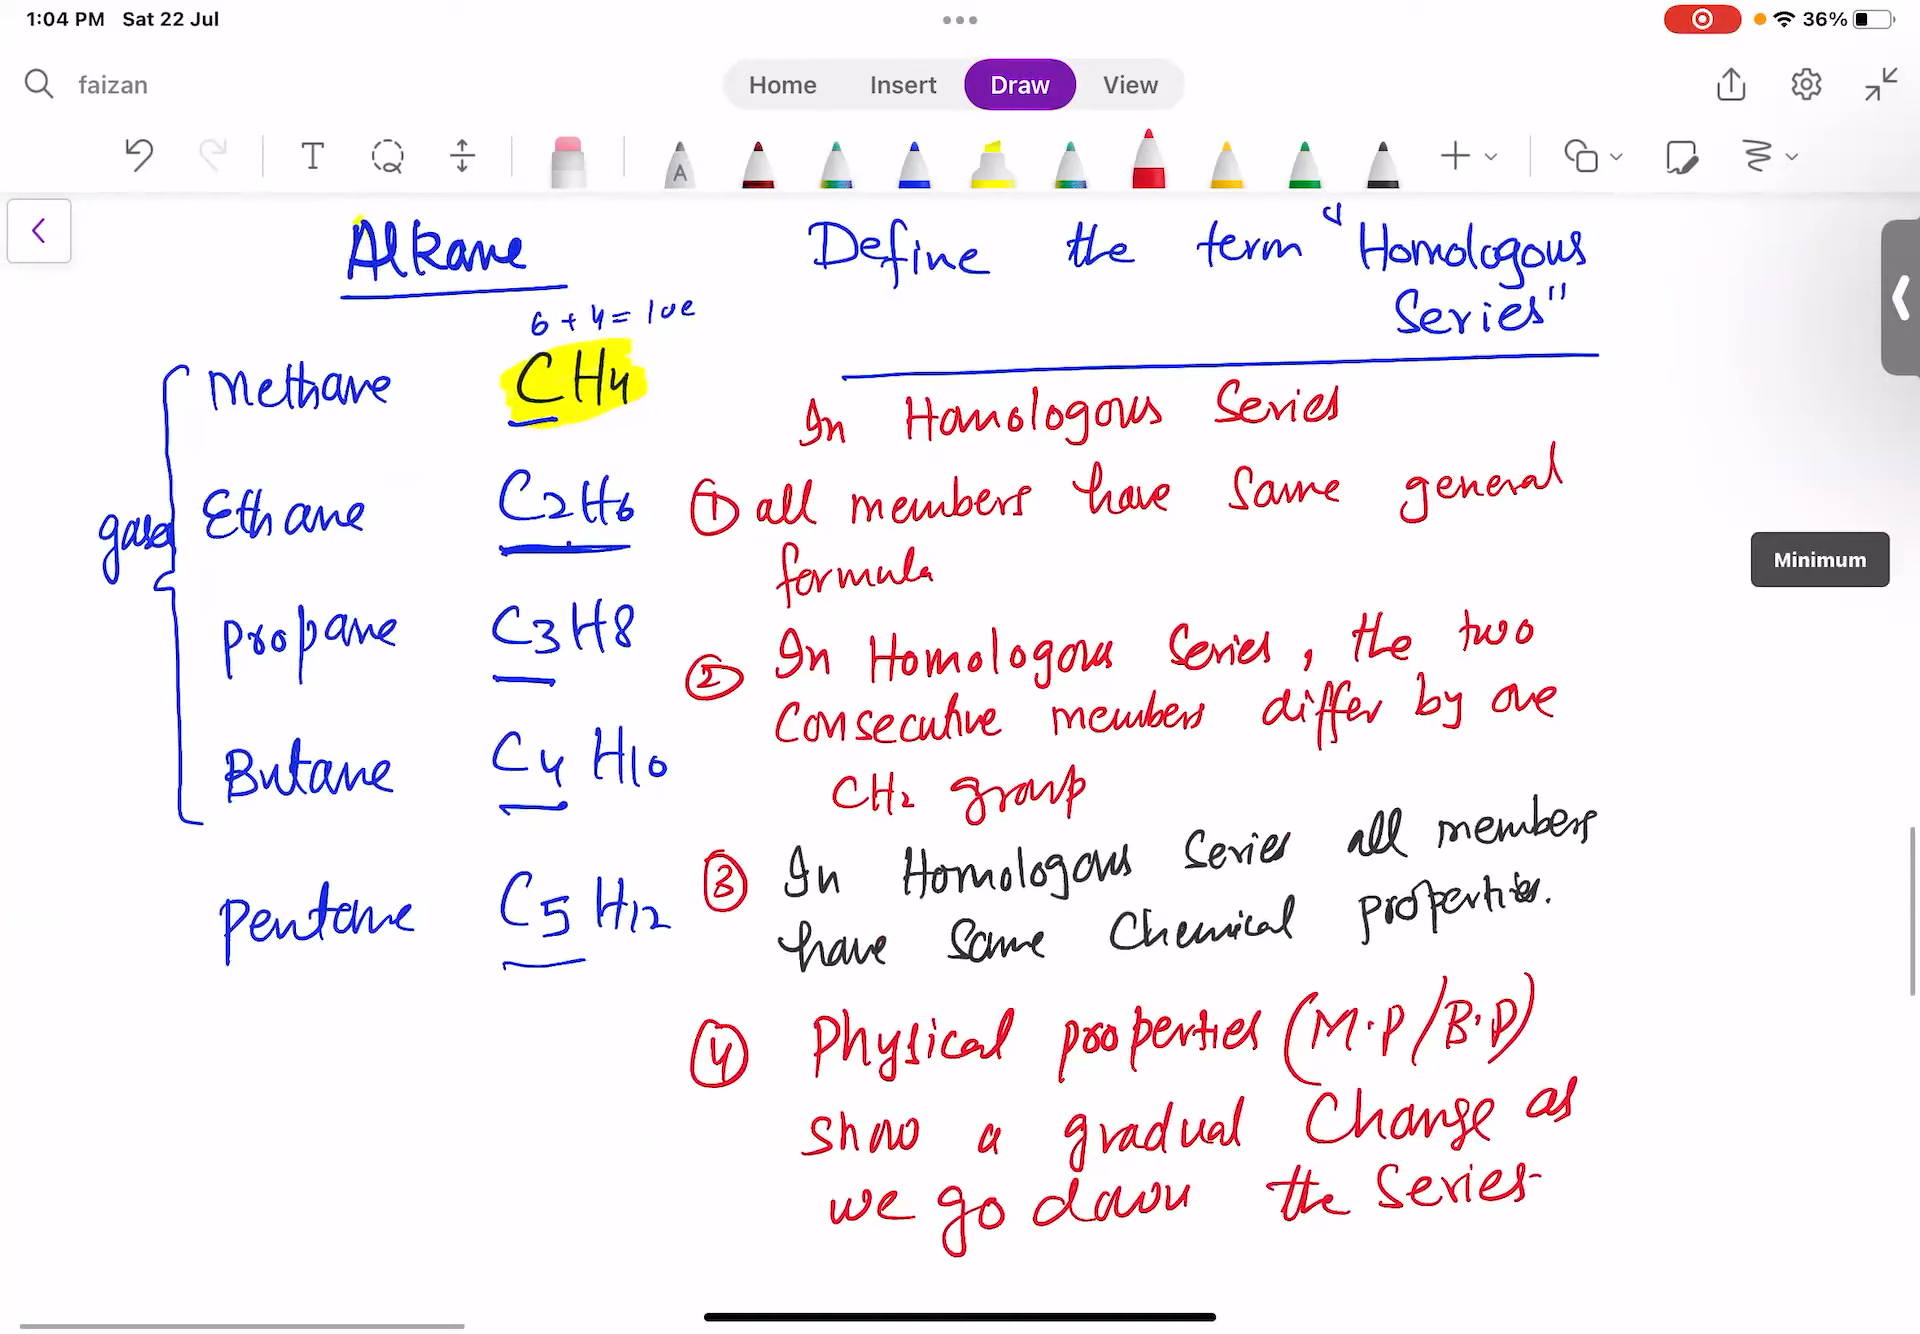 1:04 PM Sat 22 Jul
36%
faizan
Home Insert Draw View
T
A
Alkane
6 + 4 = 10e
Methane CH4
Ethane C2H6
gases
Propane C3H8
Butane C4 H10
Pentane C5 H12
Define the term "Homologous
Series"
In Homologous Series
① all members have same general
formula
② In Homologous Series, the two
Consecutive members differ by one
CH2 group
③ In Homologous Series all members
have same Chemical properties.
④ Physical properties (M.P/B.P)
show a gradual Change as
we go down the Series
Minimum